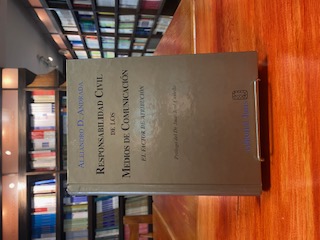 ALEJANDRO D. ANDRADA
RESPONSABILIDAD CIVIL
DE LOS
MEDIOS DE COMUNICACIÓN
EL FACTOR DE ATRIBUCIÓN